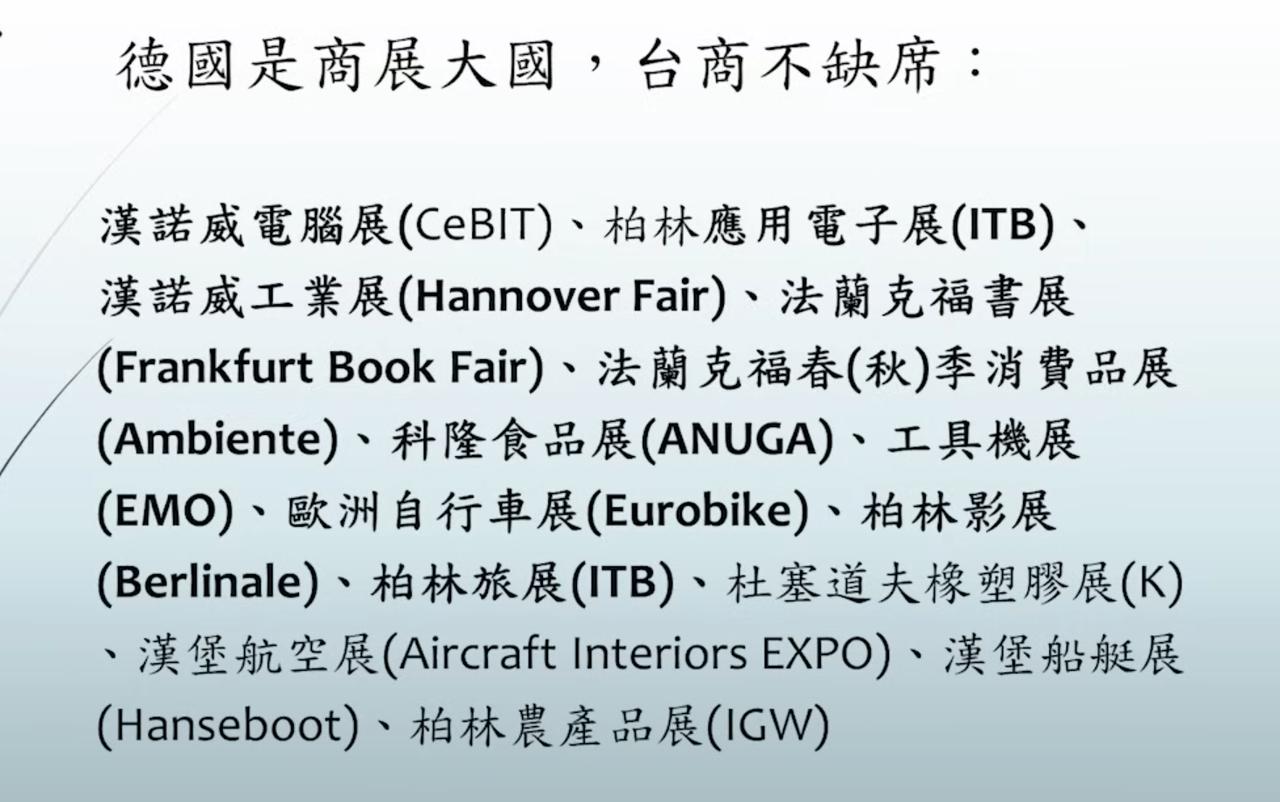 德國是商展大國，台商不缺席：
漢諾威電腦展(CeBIT)、柏林應用電子展(ITB)、
漢諾威工業展(Hannover Fair)、法蘭克福書展
(Frankfurt Book Fair)、法蘭克福春(秋)季消費品展
(Ambiente)、科隆食品展(ANUGA)、工具機展
(EMO)、歐洲自行車展(Eurobike)、柏林影展
(Berlinale)、柏林旅展(ITB)、杜塞道夫橡塑膠展(K)
、漢堡航空展(Aircraft Interiors EXPO)、漢堡船艇展
(Hanseboot)、柏林農產品展(IGW)